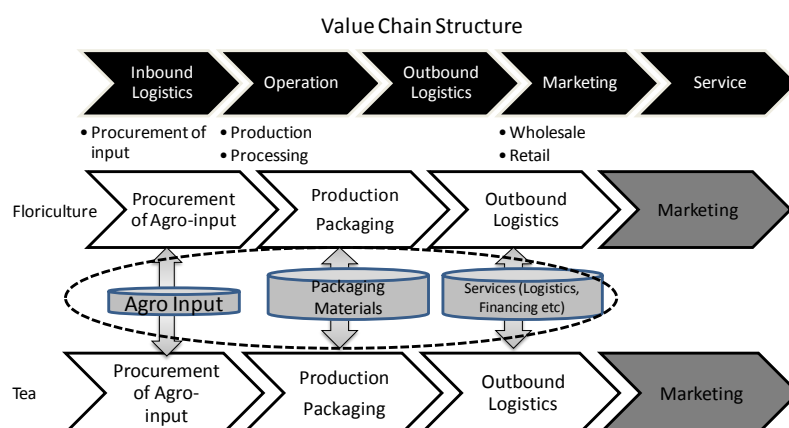 Value Chain Structure
Inbound
Logistics
Operation
Outbound
Logistics
Marketing
Service
• Procurement of
input
• Production
• Processing
• Wholesale
• Retail
Floriculture
Procurement
of Agro-input
Production
Packaging
Outbound
Logistics
Marketing
Agro Input
Packaging
Materials
Services (Logistics,
Financing etc)
Tea
Procurement
of Agro-
input
Production
Packaging
Outbound
Logistics
Marketing